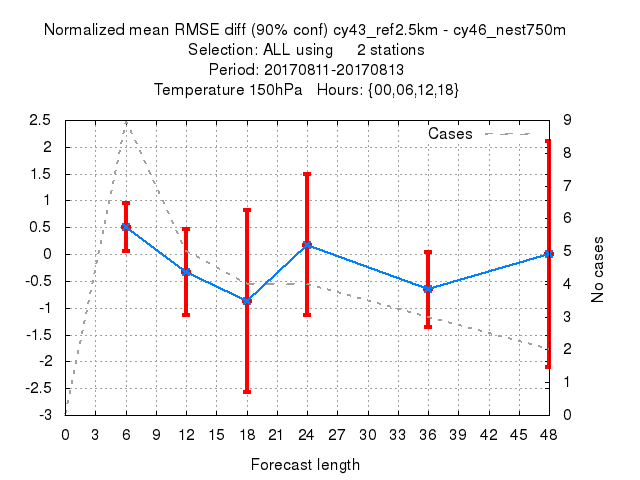 Normalized mean RMSE diff (90% conf) cy43_ref2.5km - cy46_nest750m
Selection: ALL using 2 stations
Period: 20170811-20170813
Temperature 150hPa Hours: {00,06,12,18}
Cases
2.5
2
1.5
1
0.5
0
-0.5
-1
-1.5
-2
-2.5
-3
9
8
7
6
5
4
3
2
1
0
No cases
0 3 6 9 12 15 18 21 24 27 30 33 36 39 42 45 48
Forecast length